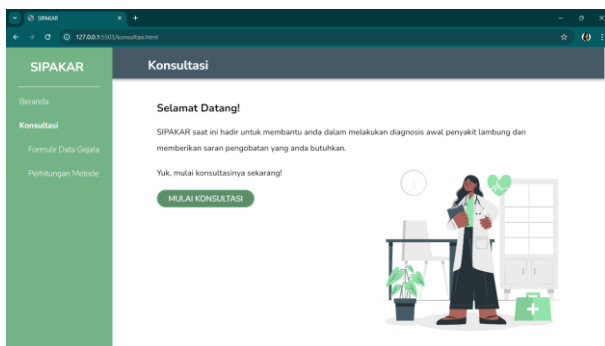 SIPAKAR
127.0.0.1:5501/konsultasi.html
SIPAKAR
Konsultasi
Beranda
Konsultasi
Formulir Data Gejala
Perhitungan Metode
Selamat Datang!
SIPAKAR saat ini hadir untuk membantu anda dalam melakukan diagnosis awal penyakit lambung dan
memberikan saran pengobatan yang anda butuhkan.
Yuk, mulai konsultasinya sekarang!
MULAI KONSULTASI